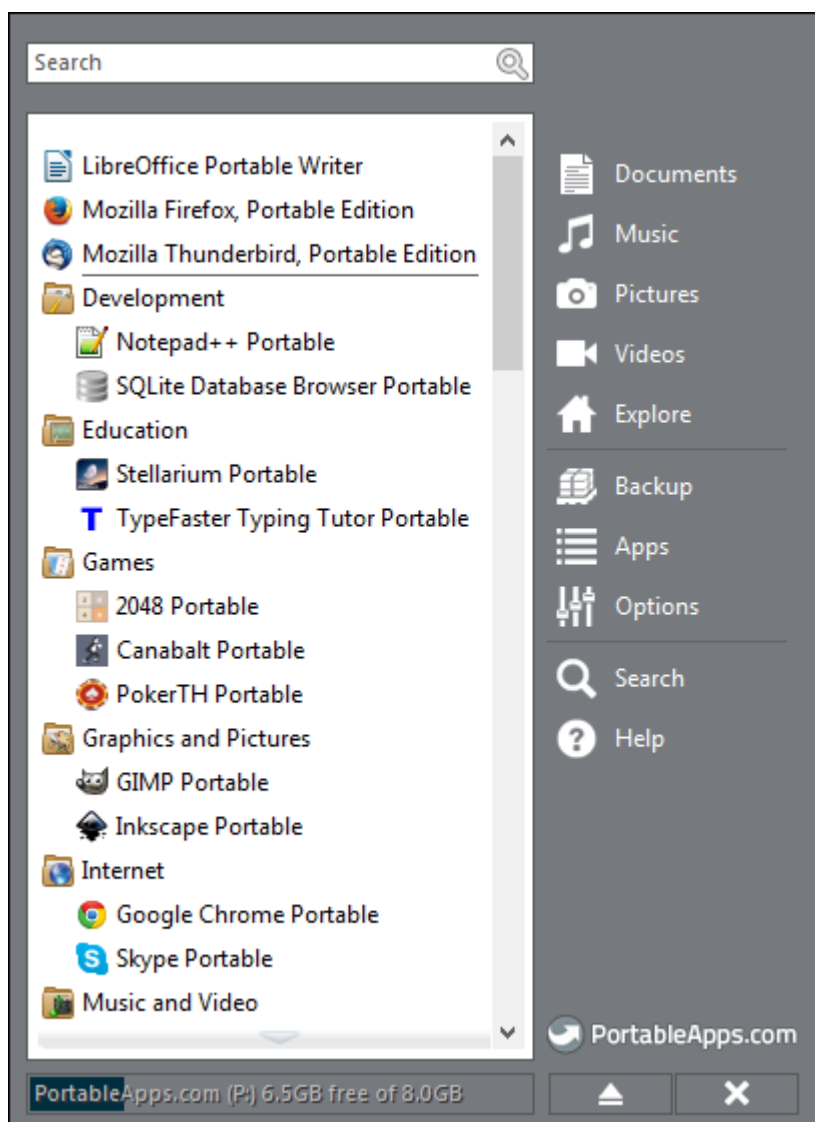 Search
LibreOffice Portable Writer
Mozilla Firefox, Portable Edition
Mozilla Thunderbird, Portable Edition
Development
Notepad++ Portable
SQLite Database Browser Portable
Education
Stellarium Portable
TypeFaster Typing Tutor Portable
Games
2048 Portable
Canabalt Portable
PokerTH Portable
Graphics and Pictures
GIMP Portable
Inkscape Portable
Internet
Google Chrome Portable
Skype Portable
Music and Video
PortableApps.com (P:) 6.5GB free of 8.0GB
Documents
Music
Pictures
Videos
Explore
Backup
Apps
Options
Search
Help
PortableApps.com